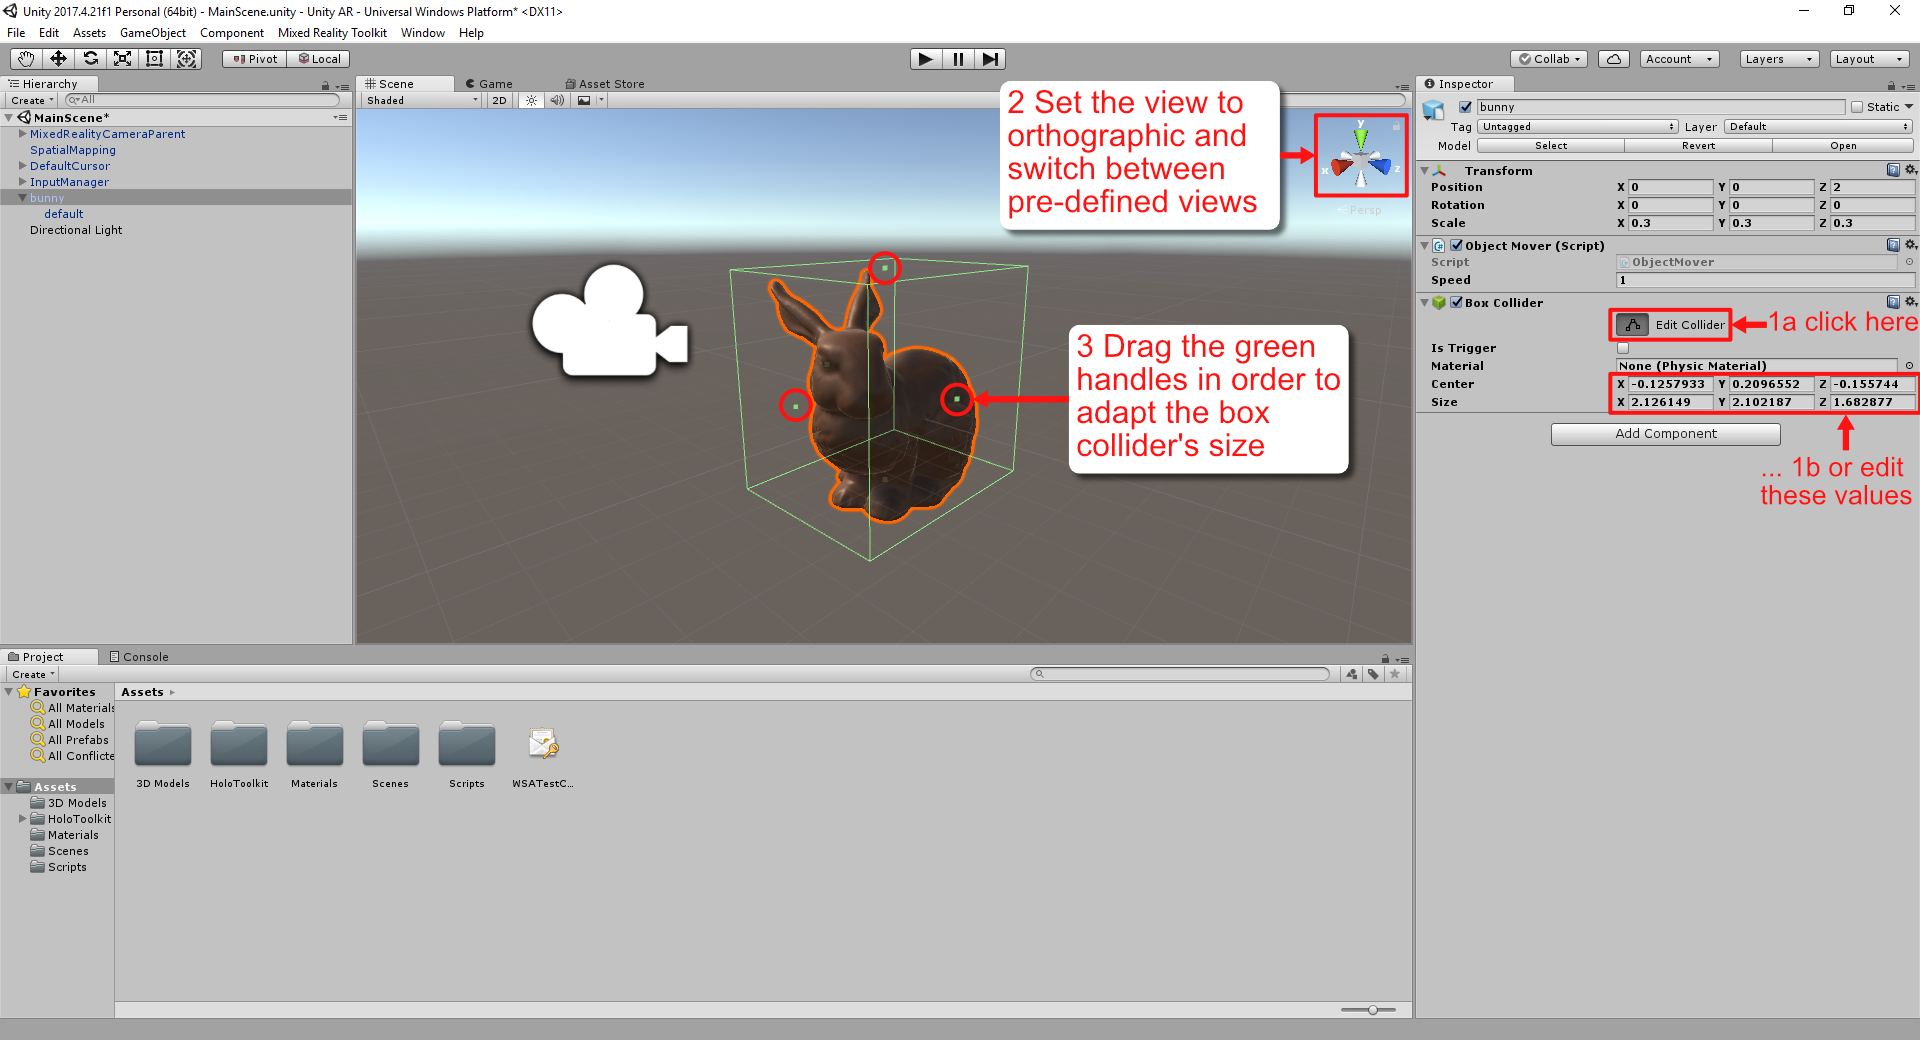 Unity 2017.4.21f1 Personal (64bit) - MainScene.unity - Unity AR - Universal Windows Platform* <DX11>
File Edit Assets GameObject Component Mixed Reality Toolkit Window Help
Pivot Local
Collab Account Layers Layout
Hierarchy
Create All
MainScene*
MixedRealityCameraParent
SpatialMapping
DefaultCursor
InputManager
bunny
default
Directional Light
Scene Game Asset Store
Shaded 2D
2 Set the view to
orthographic and
switch between
pre-defined views
y
x z
Persp
3 Drag the green
handles in order to
adapt the box
collider's size
Inspector
bunny Static
Tag Untagged Layer Default
Model Select Revert Open
Transform
Position X 0 Y 0 Z 2
Rotation X 0 Y 0 Z 0
Scale X 0.3 Y 0.3 Z 0.3
Object Mover (Script)
Script ObjectMover
Speed 1
Box Collider
Edit Collider 1a click here
Is Trigger
Material None (Physic Material)
Center X -0.1257933 Y 0.2096552 Z -0.155744
Size X 2.126149 Y 2.102187 Z 1.682877
Add Component
... 1b or edit
these values
Project Console
Create
Favorites
All Materials
All Models
All Prefabs
All Conflicte
Assets
3D Models
HoloToolkit
Materials
Scenes
Scripts
Assets
3D Models HoloToolkit Materials Scenes Scripts WSATestC...